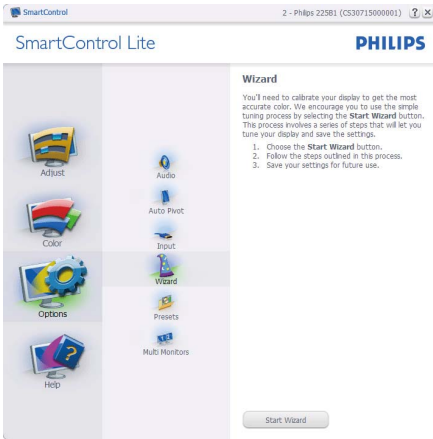 SmartControl
2 - Philips 225B1 (CS30715000001)
?
X
SmartControl Lite
PHILIPS
Adjust
Color
Options
Help
Audio
Auto Pivot
Input
Wizard
Presets
Multi Monitors
Wizard
You'll need to calibrate your display to get the most
accurate color. We encourage you to use the simple
tuning process by selecting the Start Wizard button.
This process involves a series of steps that will let you
tune your display and save the settings.
1. Choose the Start Wizard button.
2. Follow the steps outlined in this process.
3. Save your settings for future use.
Start Wizard